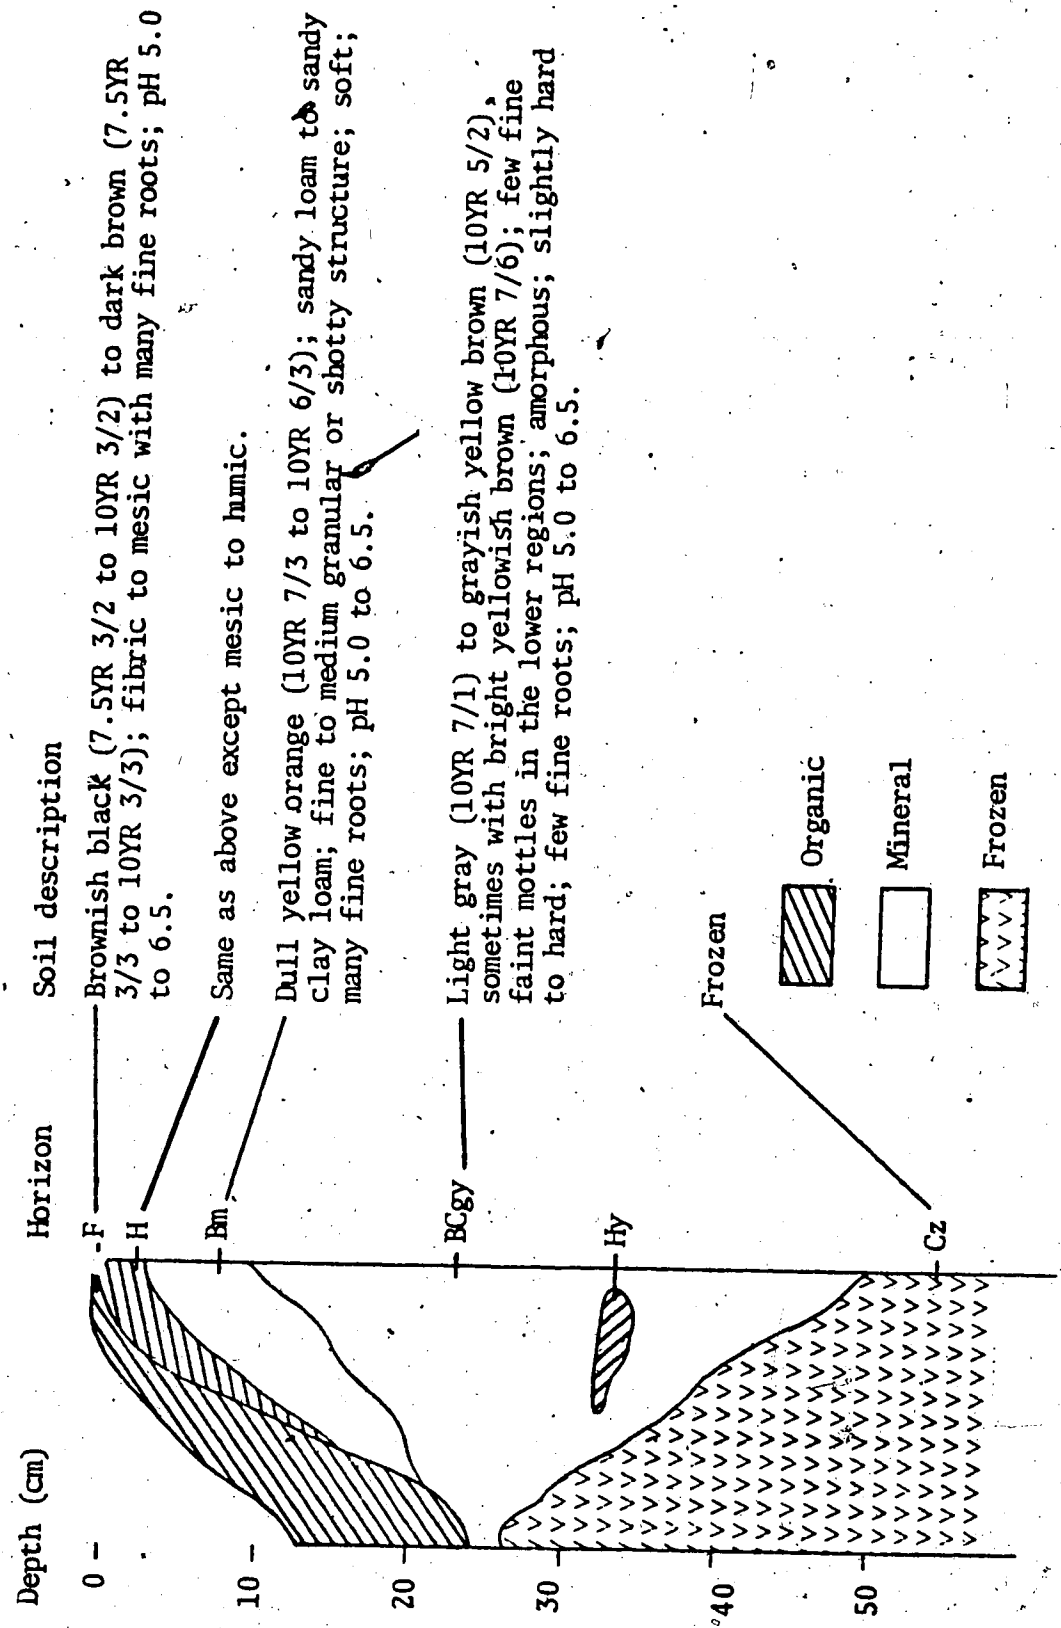 Depth (cm)
Horizon
Soil description
0
10
20
30
40
50
F
H
Bm
BCgy
Hy
Cz
Brownish black (7.5YR 3/2 to 10YR 3/2) to dark brown (7.5YR
3/3 to 10YR 3/3); fibric to mesic with many fine roots; pH 5.0
to 6.5.
Same as above except mesic to humic.
Dull yellow orange (10YR 7/3 to 10YR 6/3); sandy loam to sandy
clay loam; fine to medium granular or shotty structure; soft;
many fine roots; pH 5.0 to 6.5.
Light gray (10YR 7/1) to grayish yellow brown (10YR 5/2),
sometimes with bright yellowish brown (10YR 7/6); few fine
faint mottles in the lower regions; amorphous; slightly hard
to hard; few fine roots; pH 5.0 to 6.5.
Frozen
Organic
Mineral
Frozen